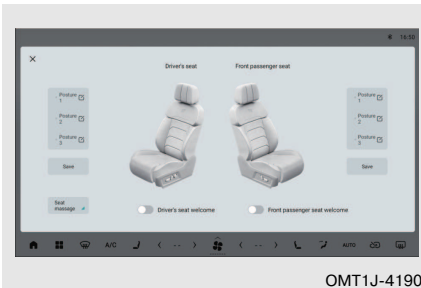 16:50
Driver's seat
Front passenger seat
Posture
1
Posture
2
Posture
3
Save
Seat
massage
Posture
1
Posture
2
Posture
3
Save
Driver's seat welcome
Front passenger seat welcome
A/C
< -- >
< -- >
AUTO
OMT1J-4190